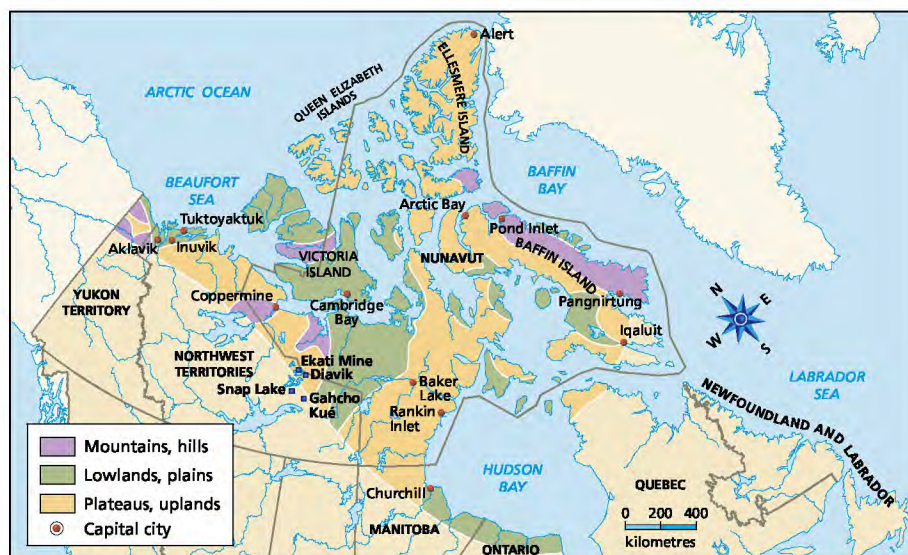 Alert
ELLESMERE ISLAND
QUEEN ELIZABETH
ISLANDS
ARCTIC OCEAN
BEAUFORT
SEA
BAFFIN
BAY
Arctic Bay
Pond Inlet
Tuktoyaktuk
Aklavik
Inuvik
VICTORIA
ISLAND
NUNAVUT
BAFFIN ISLAND
YUKON
TERRITORY
Coppermine
Cambridge
Bay
Pangnirtung
Iqaluit
N
E
W
S
NORTHWEST
TERRITORIES
Ekati Mine
Diavik
Snap Lake
Gahcho
Kué
Baker
Lake
Rankin
Inlet
LABRADOR
SEA
NEWFOUNDLAND AND
LABRADOR
HUDSON
BAY
QUEBEC
Churchill
MANITOBA
ONTARIO
Mountains, hills
Lowlands, plains
Plateaus, uplands
Capital city
0 200 400
kilometres